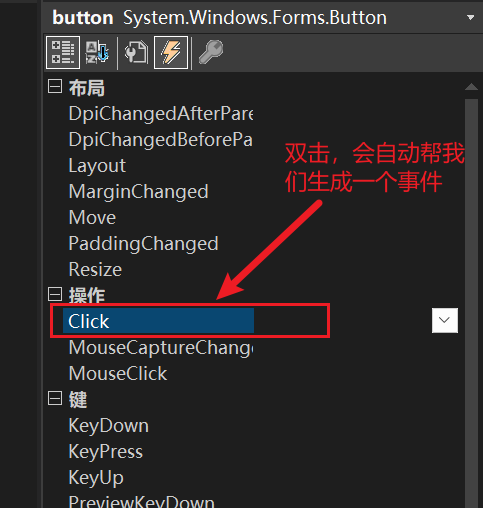 button System.Windows.Forms.Button
布局
DpiChangedAfterPare
DpiChangedBeforePa
Layout
MarginChanged
Move
PaddingChanged
Resize
操作
Click
MouseCaptureChange
MouseClick
键
KeyDown
KeyPress
KeyUp
PreviewKeyDown
双击，会自动帮我
们生成一个事件